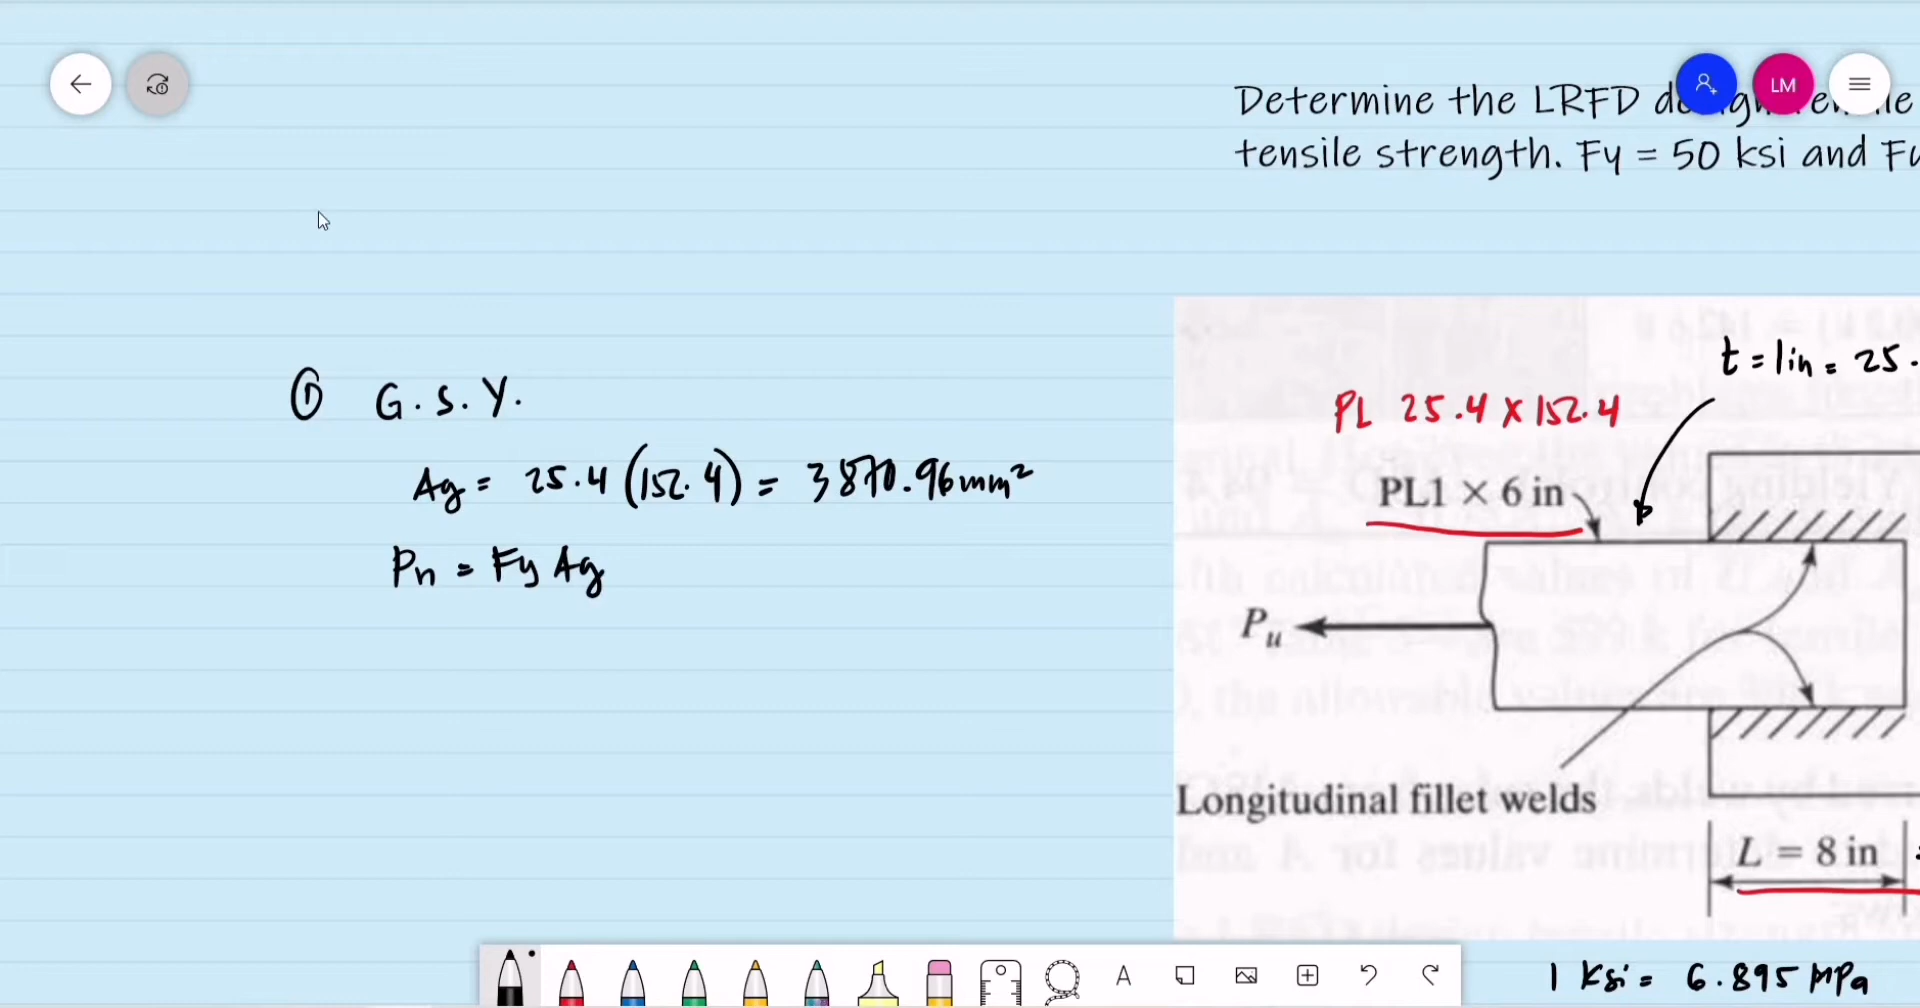 LM
Determine the LRFD
tensile strength. Fy = 50 ksi and Fu
① G.S.Y.
Ag = 25.4 (152.4) = 3870.96mm²
Pn = Fy Ag
t = 1in = 25.
PL 25.4 x 152.4
PL1 × 6 in
Pu
Longitudinal fillet welds
L = 8 in
1 ksi = 6.895 MPa
A